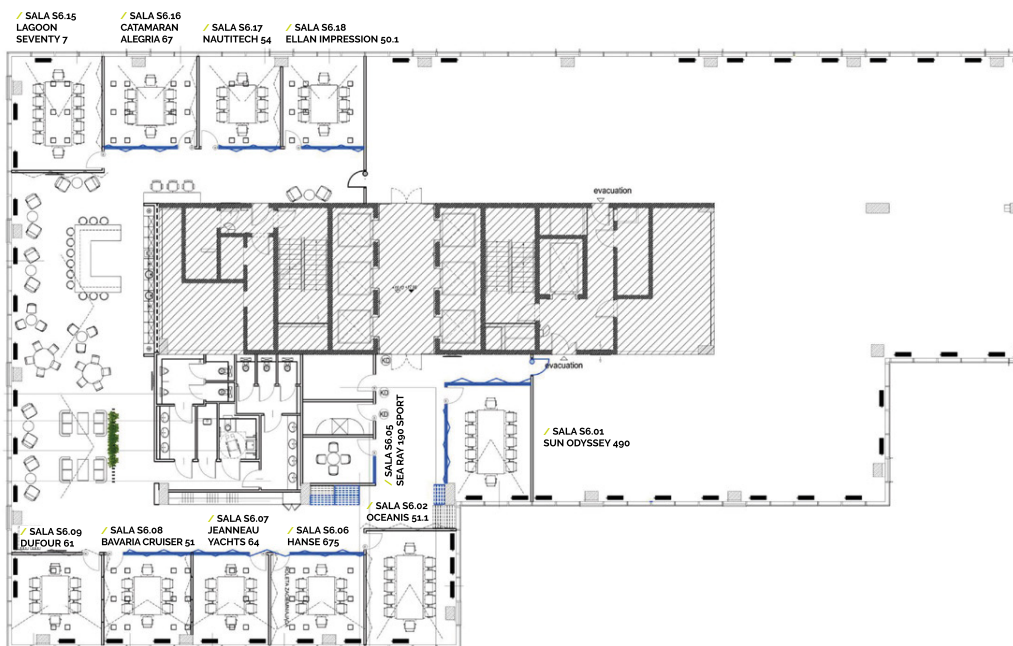 / SALA S6.15
LAGOON
SEVENTY 7
/ SALA S6.16
CATAMARAN
ALEGRIA 67
/ SALA S6.17
NAUTITECH 54
/ SALA S6.18
ELLAN IMPRESSION 50.1
evacuation
evacuation
/ SALA S6.05
SEA RAY 190 SPORT
/ SALA S6.01
SUN ODYSSEY 490
/ SALA S6.02
OCEANIS 51.1
/ SALA S6.09
DUFOUR 61
/ SALA S6.08
BAVARIA CRUISER 51
/ SALA S6.07
JEANNEAU
YACHTS 64
/ SALA S6.06
HANSE 675